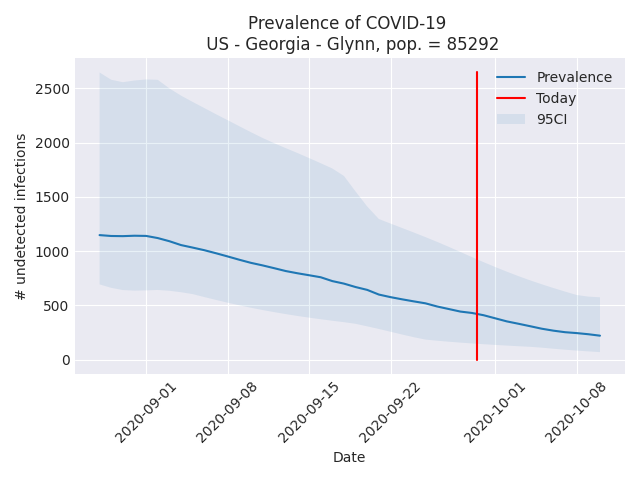 Prevalence of COVID-19
US - Georgia - Glynn, pop. = 85292
# undetected infections
2500
2000
1500
1000
500
0
Prevalence
Today
95CI
2020-09-01
2020-09-08
2020-09-15
2020-09-22
2020-10-01
2020-10-08
Date